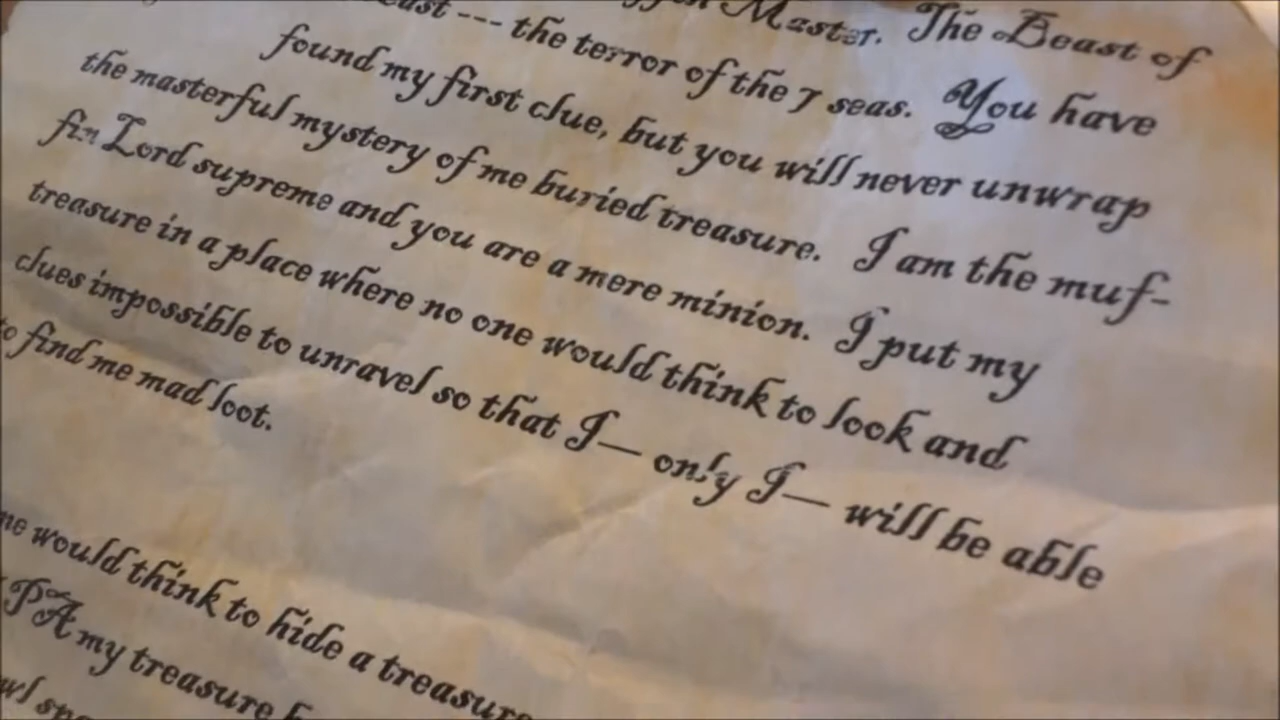 Master. The Beast of
--- the terror of the 7 seas. You have
found my first clue, but you will never unwrap
the masterful mystery of me buried treasure. I am the muf-
fin Lord supreme and you are a mere minion. I put my
treasure in a place where no one would think to look and
clues impossible to unravel so that I— only I— will be able
to find me mad loot.
would think to hide a treasure
PA my treasure